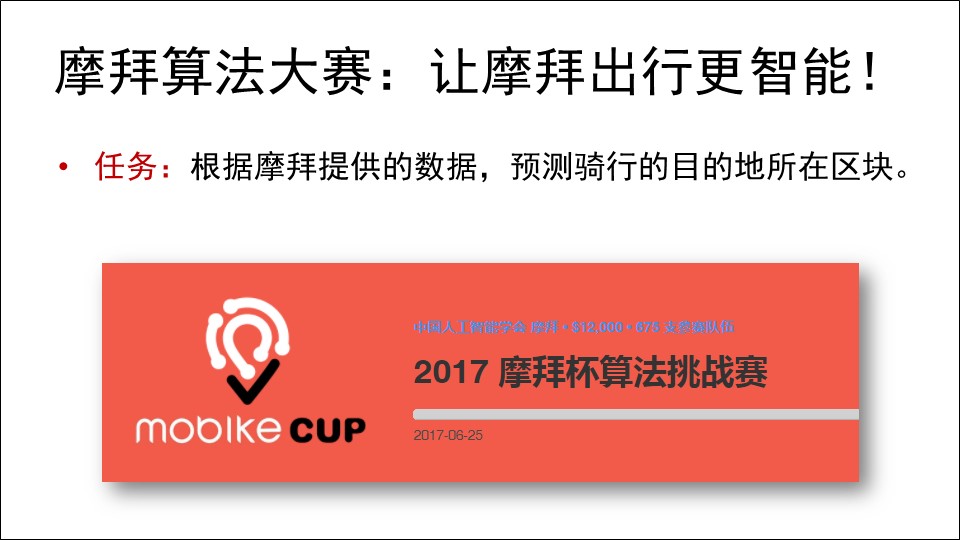 摩拜算法大赛：让摩拜出行更智能！
• 任务：根据摩拜提供的数据，预测骑行的目的地所在区块。
中国人工智能学会 摩拜 • $12,000 • 675 支参赛队伍
2017 摩拜杯算法挑战赛
2017-06-25
mobike CUP